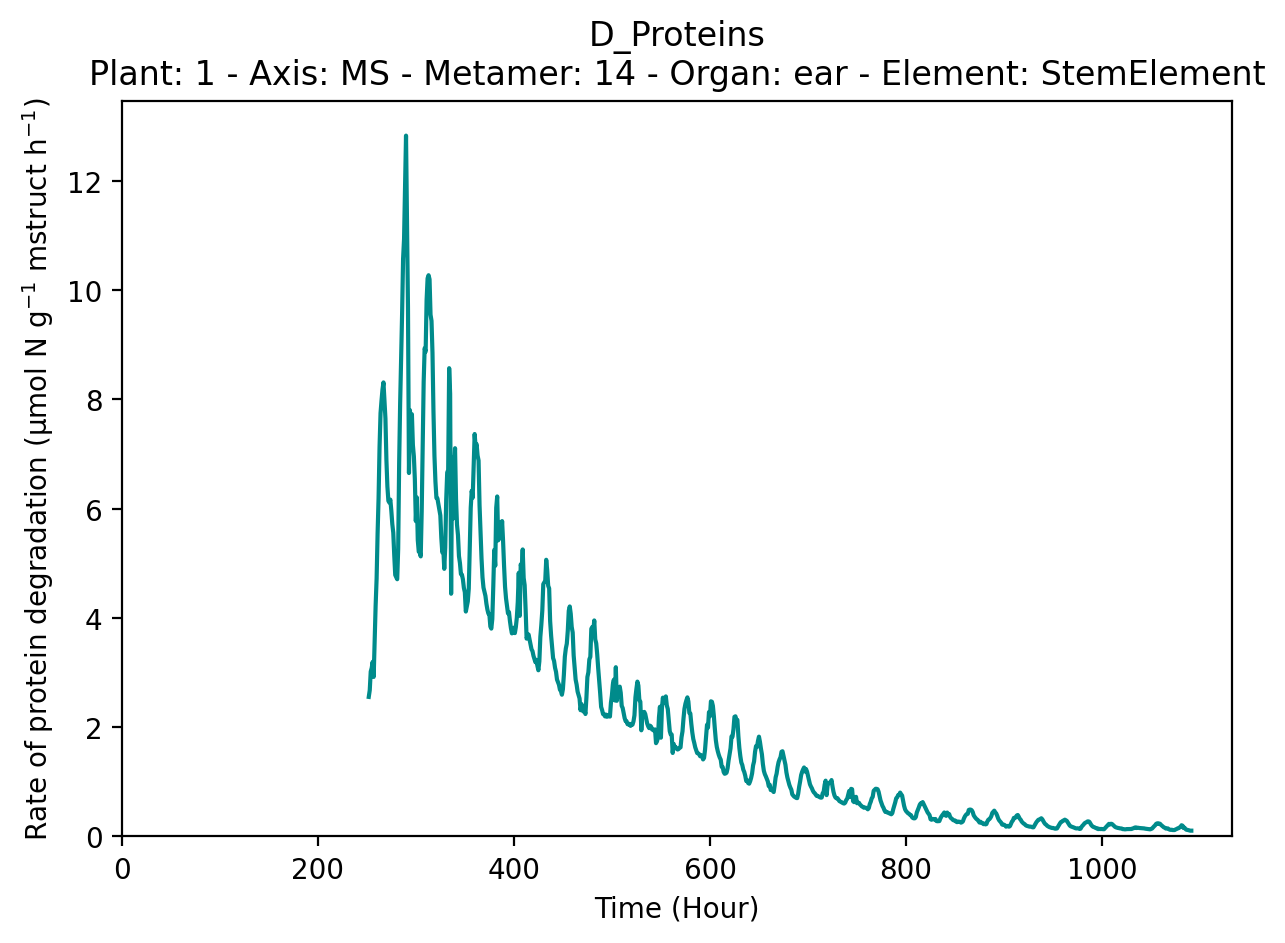 D_Proteins
Plant: 1 - Axis: MS - Metamer: 14 - Organ: ear - Element: StemElement
Rate of protein degradation (µmol N g⁻¹ mstruct h⁻¹)
12
10
8
6
4
2
0
0 200 400 600 800 1000
Time (Hour)